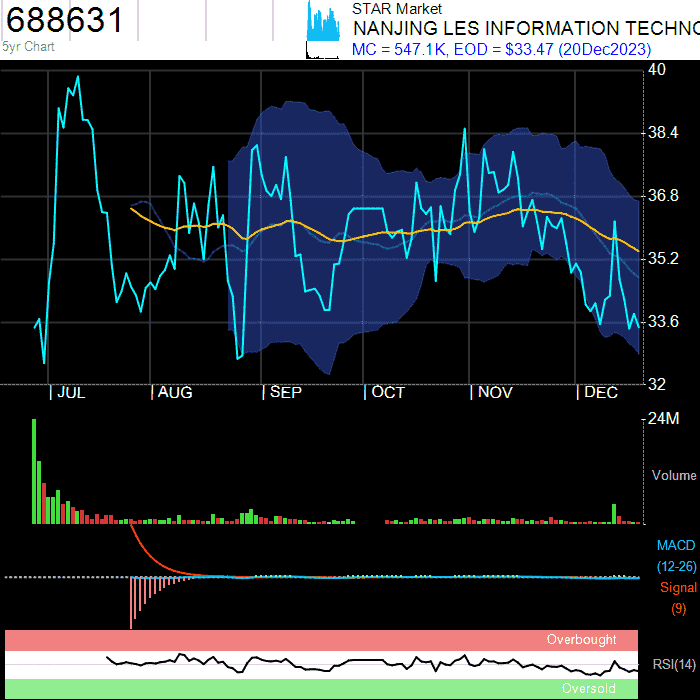 688631
5yr Chart
STAR Market
NANJING LES INFORMATION TECHNO
MC = 547.1K, EOD = $33.47 (20Dec2023)
40
38.4
36.8
35.2
33.6
32
JUL AUG SEP OCT NOV DEC
24M
Volume
MACD
(12-26)
Signal
(9)
Overbought
RSI(14)
Oversold